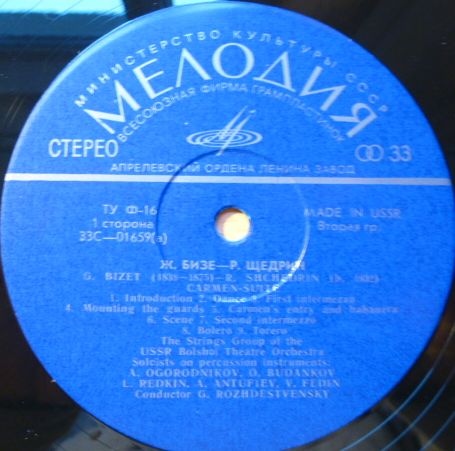 МИНИСТЕРСТВО КУЛЬТУРЫ СССР
МЕЛОДИЯ
ВСЕСОЮЗНАЯ ФИРМА ГРАМПЛАСТИНОК
СТЕРЕО
33
АПРЕЛЕВСКИЙ ОРДЕНА ЛЕНИНА ЗАВОД
ТУ Ф-16
MADE IN USSR
1 сторона
Вторая гр.
33С—01659(а)
Ж. БИЗЕ—Р. ЩЕДРИН
G. BIZET (1838—1875)—R. SHCHEDRIN (b. 1932)
CARMEN-SUITE
1. Introduction 2. Dance 3. First intermezzo
4. Mounting the guards 5. Carmen's entry and habanera
6. Scene 7. Second intermezzo
8. Bolero 9. Torero
The Strings Group of the
USSR Bolshoi Theatre Orchestra
Soloists on percussion instruments:
A. OGORODNIKOV, O. BUDANKOV
L. REDKIN, A. ANTUFIEV, V. FEDIN
Conductor G. ROZHDESTVENSKY